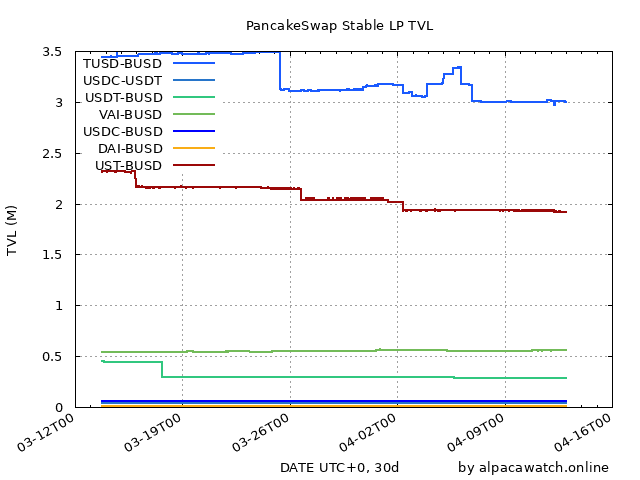 PancakeSwap Stable LP TVL
TVL (M)
3.5
3
2.5
2
1.5
1
0.5
0
TUSD-BUSD
USDC-USDT
USDT-BUSD
VAI-BUSD
USDC-BUSD
DAI-BUSD
UST-BUSD
03-12T00
03-19T00
03-26T00
04-02T00
04-09T00
04-16T00
DATE UTC+0, 30d
by alpacawatch.online